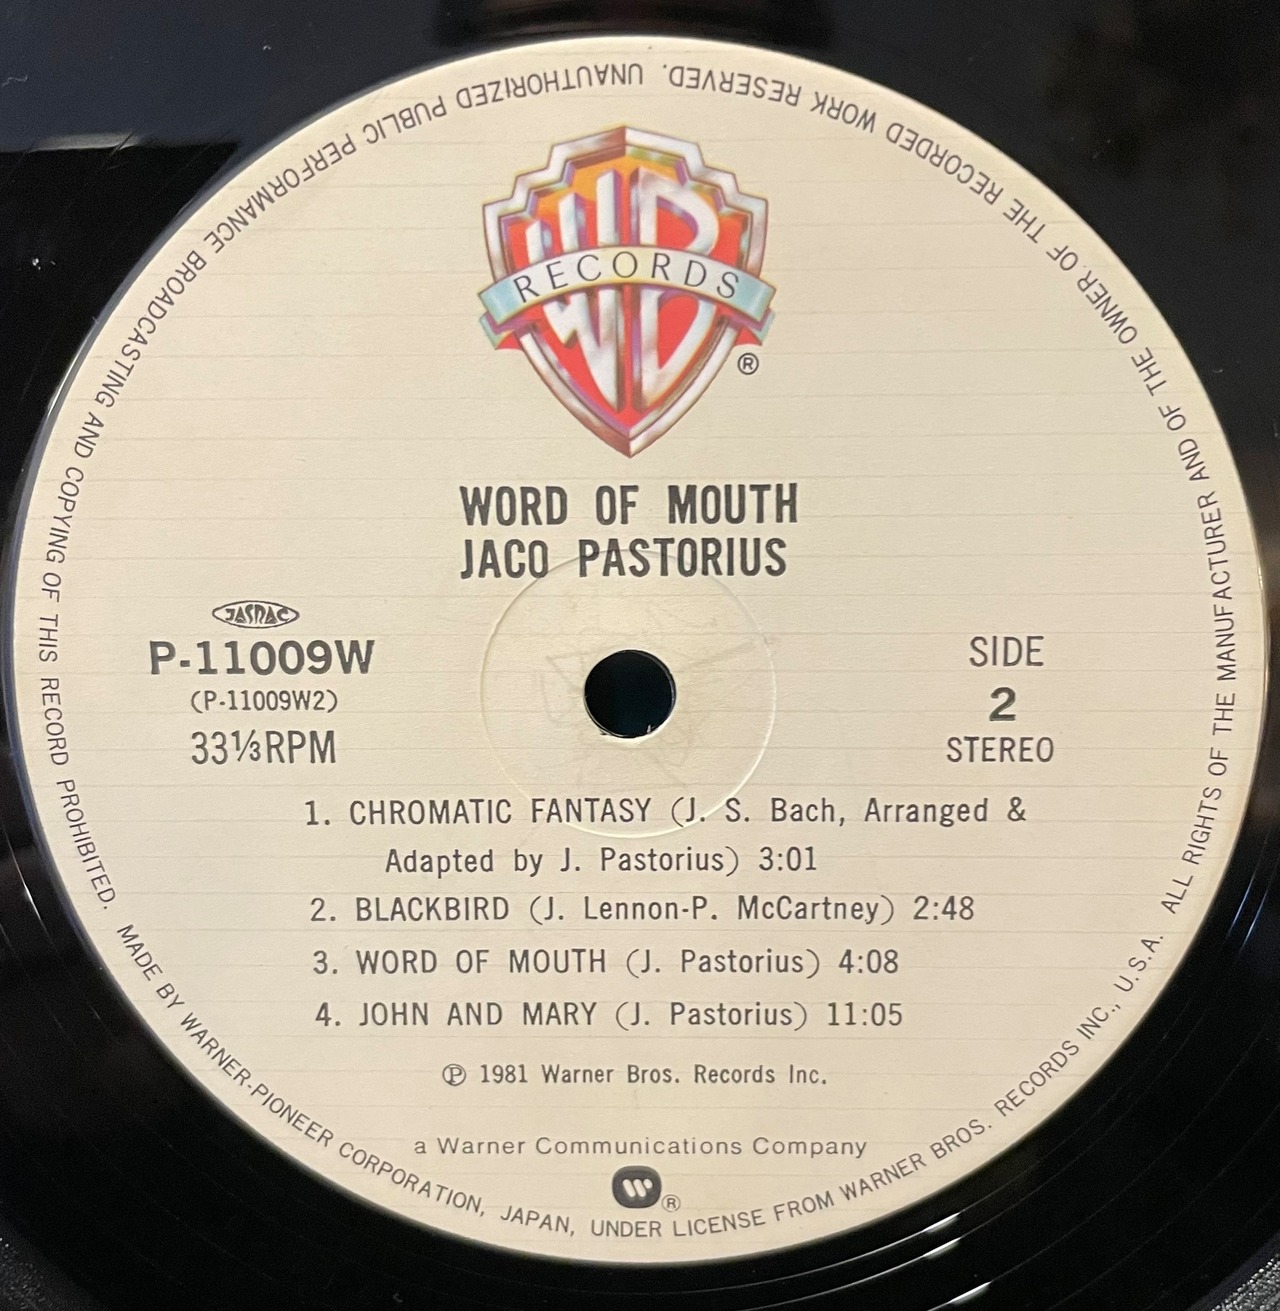 WB
RECORDS
®
WORD OF MOUTH
JACO PASTORIUS
JASRAC
P-11009W
(P-11009W2)
33⅓RPM
SIDE
2
STEREO
1. CHROMATIC FANTASY (J. S. Bach, Arranged &
Adapted by J. Pastorius) 3:01
2. BLACKBIRD (J. Lennon-P. McCartney) 2:48
3. WORD OF MOUTH (J. Pastorius) 4:08
4. JOHN AND MARY (J. Pastorius) 11:05
℗ 1981 Warner Bros. Records Inc.
a Warner Communications Company
®
MADE BY WARNER-PIONEER CORPORATION, JAPAN, UNDER LICENSE FROM WARNER BROS. RECORDS INC., U.S.A. ALL RIGHTS OF THE MANUFACTURER AND OF THE OWNER OF THE RECORDED WORK RESERVED. UNAUTHORIZED PUBLIC PERFORMANCE BROADCASTING AND COPYING OF THIS RECORD PROHIBITED.